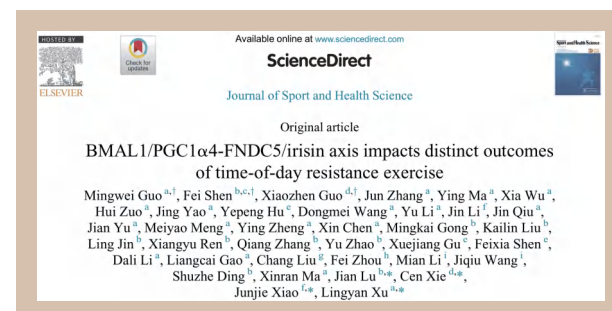 HOSTED BY
Check for
updates
ELSEVIER
Available online at www.sciencedirect.com
ScienceDirect
Journal of Sport and Health Science
Sport and Health Science
Original article
BMAL1/PGC1α4-FNDC5/irisin axis impacts distinct outcomes
of time-of-day resistance exercise
Mingwei Guo a,†, Fei Shen b,c,†, Xiaozhen Guo d,†, Jun Zhang a, Ying Ma a, Xia Wu a,
Hui Zuo a, Jing Yao a, Yepeng Hu e, Dongmei Wang a, Yu Li a, Jin Li f, Jin Qiu a,
Jian Yu a, Meiyao Meng a, Ying Zheng a, Xin Chen a, Mingkai Gong b, Kailin Liu b,
Ling Jin b, Xiangyu Ren b, Qiang Zhang b, Yu Zhao b, Xuejiang Gu e, Feixia Shen e,
Dali Li a, Liangcai Gao a, Chang Liu g, Fei Zhou h, Mian Li i, Jiqiu Wang i,
Shuzhe Ding b, Xinran Ma a, Jian Lu b,*, Cen Xie d,*,
Junjie Xiao f,*, Lingyan Xu a,*